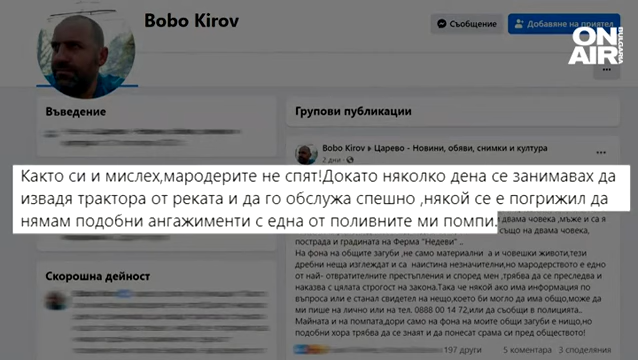 Bobo Kirov
Съобщение
Добавяне на приятел
ON
AIR
BULGARIA
Въведение
Групови публикации
Bobo Kirov ▸ Царево - Новини, обяви, снимки и култура
2 дни
Както си и мислех,мародерите не спят!Докато няколко дена се занимавах да
извадя трактора от реката и да го обслужа спешно ,някой се е погрижил да
нямам подобни ангажименти с една от поливните ми помпи.
двама човека ,мъже и са я
също на двама човека,
пострада и градината на Ферма "Недеви" ..
На фона на общите загуби, не само материални а и човешки животи,тези
дребни неща изглеждат и са наистина незначителни,но мародерството е едно
от най- отвратителните престъпления и според мен ,трябва да се преследва и
наказва с цялата строгост на закона.Така че някой ако има информация по
въпроса или е станал свидетел на нещо,което би могло да има общо,може да
ми пише на лично или на тел. 0888 00 14 72,или да съобщи в полицията..
Майната и на помпата,дори само на фона на моите общи загуби е нищо,но
подобни хора трябва да се знаят и да понесат срама си пред обществото!
Скорошна дейност
197 други
5 коментара
3 споделяния